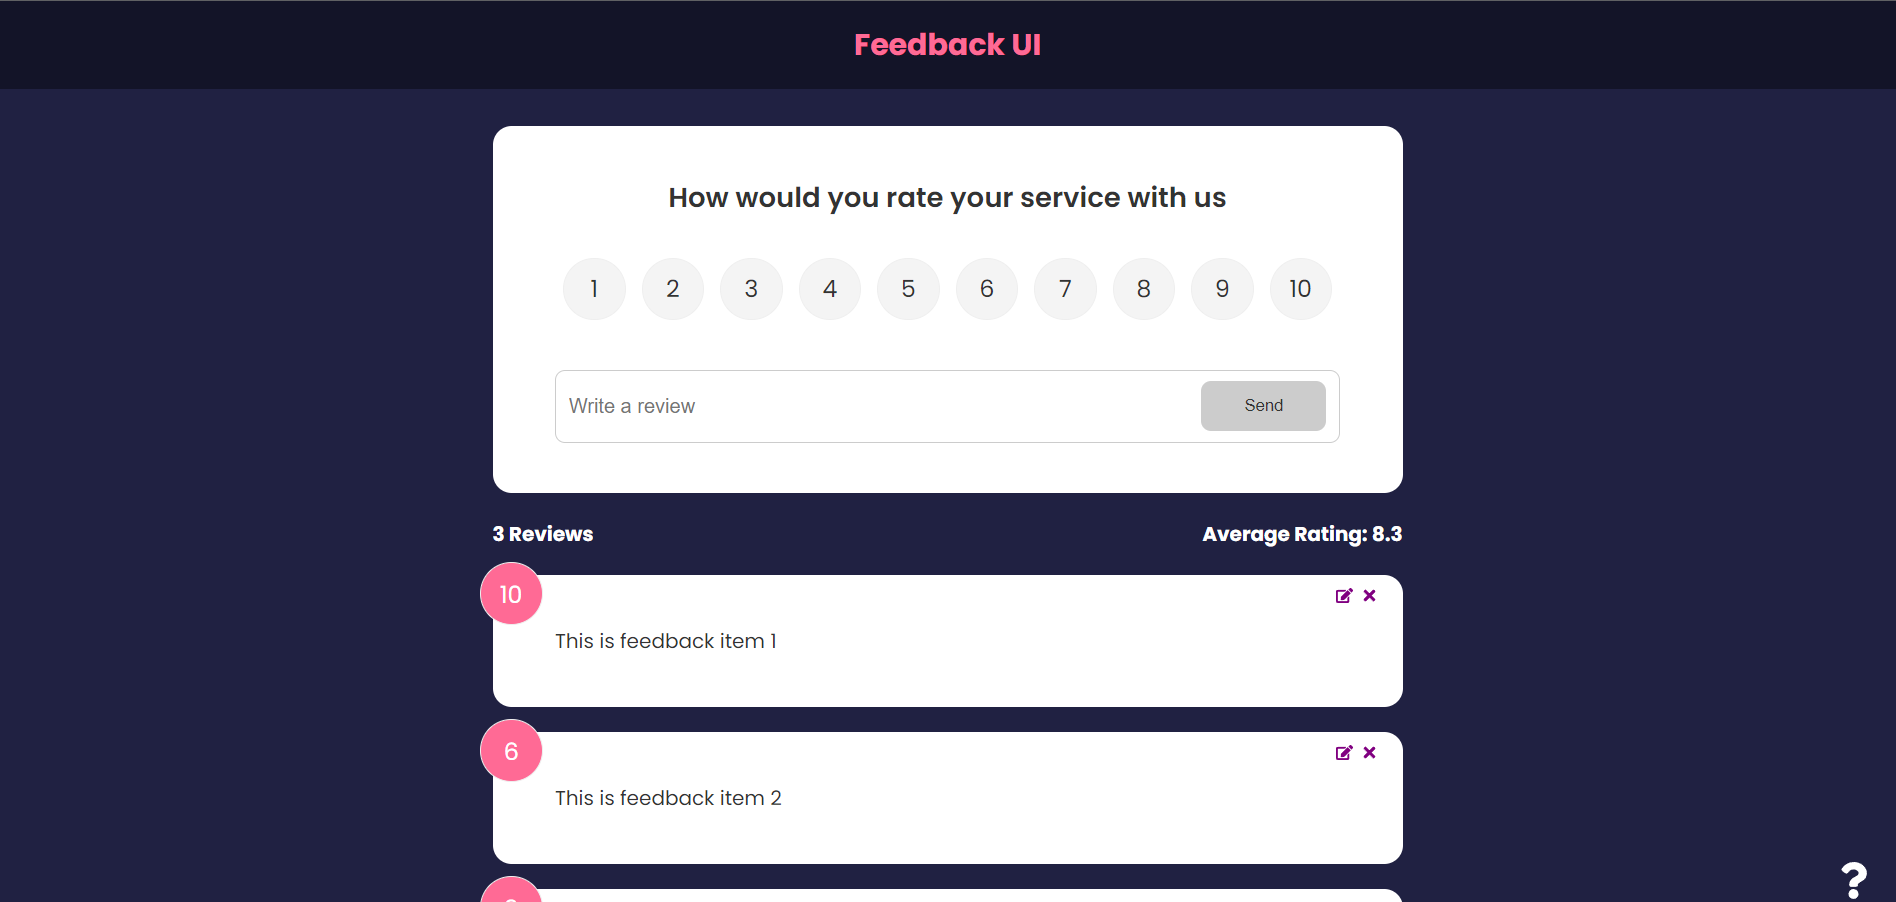 Feedback UI
How would you rate your service with us
1 2 3 4 5 6 7 8 9 10
Write a review
Send
3 Reviews
Average Rating: 8.3
10
This is feedback item 1
6
This is feedback item 2
?